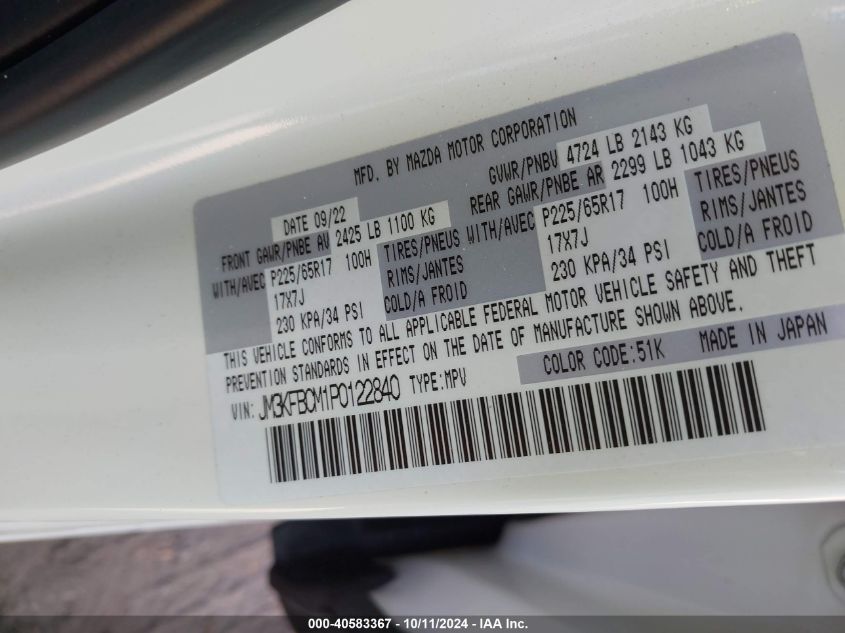 MFD. BY MAZDA MOTOR CORPORATION
DATE 09/22 GVWR/PNBV 4724 LB 2143 KG
FRONT GAWR/PNBE AV 2425 LB 1100 KG REAR GAWR/PNBE AR 2299 LB 1043 KG
WITH/AVEC P225/65R17 100H TIRES/PNEUS WITH/AVEC P225/65R17 100H TIRES/PNEUS
17X7J RIMS/JANTES 17X7J RIMS/JANTES
230 KPA/34 PSI COLD/A FROID 230 KPA/34 PSI COLD/A FROID
THIS VEHICLE CONFORMS TO ALL APPLICABLE FEDERAL MOTOR VEHICLE SAFETY AND THEFT
PREVENTION STANDARDS IN EFFECT ON THE DATE OF MANUFACTURE SHOWN ABOVE.
COLOR CODE:51K MADE IN JAPAN
VIN: JM3KFBCM1P0122840 TYPE:MPV
000-40583367 - 10/11/2024 - IAA Inc.